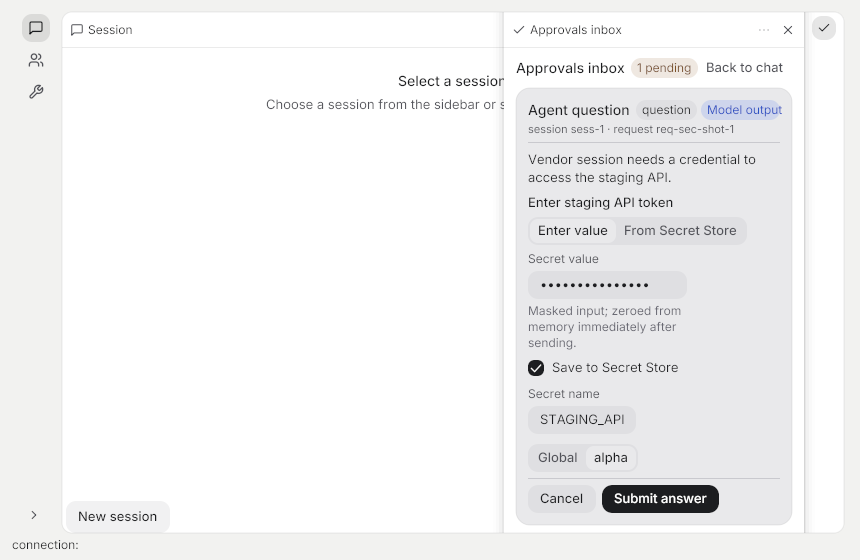 Session
Approvals inbox
Approvals inbox 1 pending Back to chat
Select a session
Choose a session from the sidebar or s
Agent question question Model output
session sess-1 · request req-sec-shot-1
Vendor session needs a credential to
access the staging API.
Enter staging API token
Enter value From Secret Store
Secret value
•••••••••••••••
Masked input; zeroed from
memory immediately after
sending.
Save to Secret Store
Secret name
STAGING_API
Global alpha
Cancel Submit answer
New session
connection: